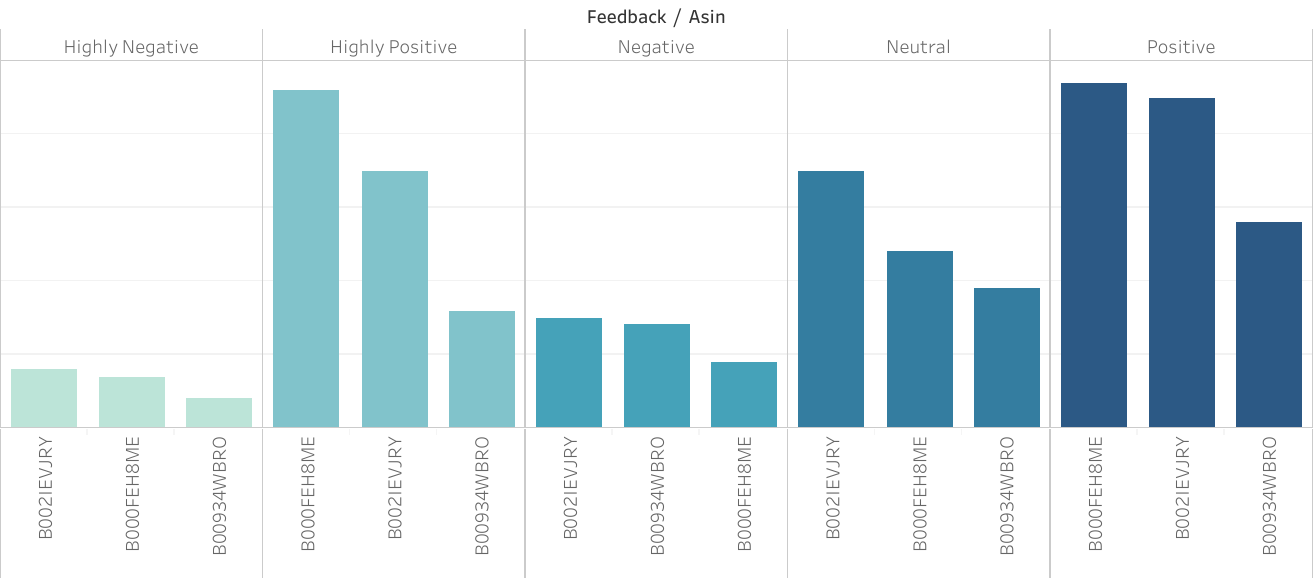 Feedback / Asin
Highly Negative
Highly Positive
Negative
Neutral
Positive
B002IEVJRY
B000FEH8ME
B00934WBRO
B000FEH8ME
B002IEVJRY
B00934WBRO
B002IEVJRY
B00934WBRO
B000FEH8ME
B002IEVJRY
B000FEH8ME
B00934WBRO
B000FEH8ME
B002IEVJRY
B00934WBRO